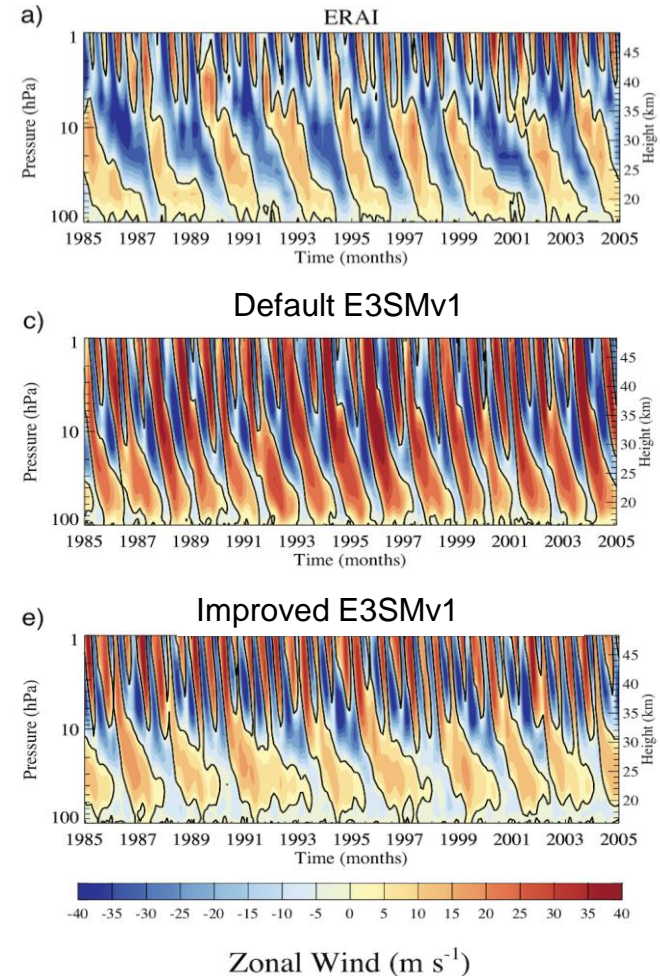 a)
ERAI
Pressure (hPa)
1
10
100
Height (km)
45
40
35
30
25
20
1985 1987 1989 1991 1993 1995 1997 1999 2001 2003 2005
Time (months)
c)
Default E3SMv1
Pressure (hPa)
1
10
100
Height (km)
45
40
35
30
25
20
1985 1987 1989 1991 1993 1995 1997 1999 2001 2003 2005
Time (months)
e)
Improved E3SMv1
Pressure (hPa)
1
10
100
Height (km)
45
40
35
30
25
20
1985 1987 1989 1991 1993 1995 1997 1999 2001 2003 2005
Time (months)
-40 -35 -30 -25 -20 -15 -10 -5 0 5 10 15 20 25 30 35 40
Zonal Wind (m s⁻¹)